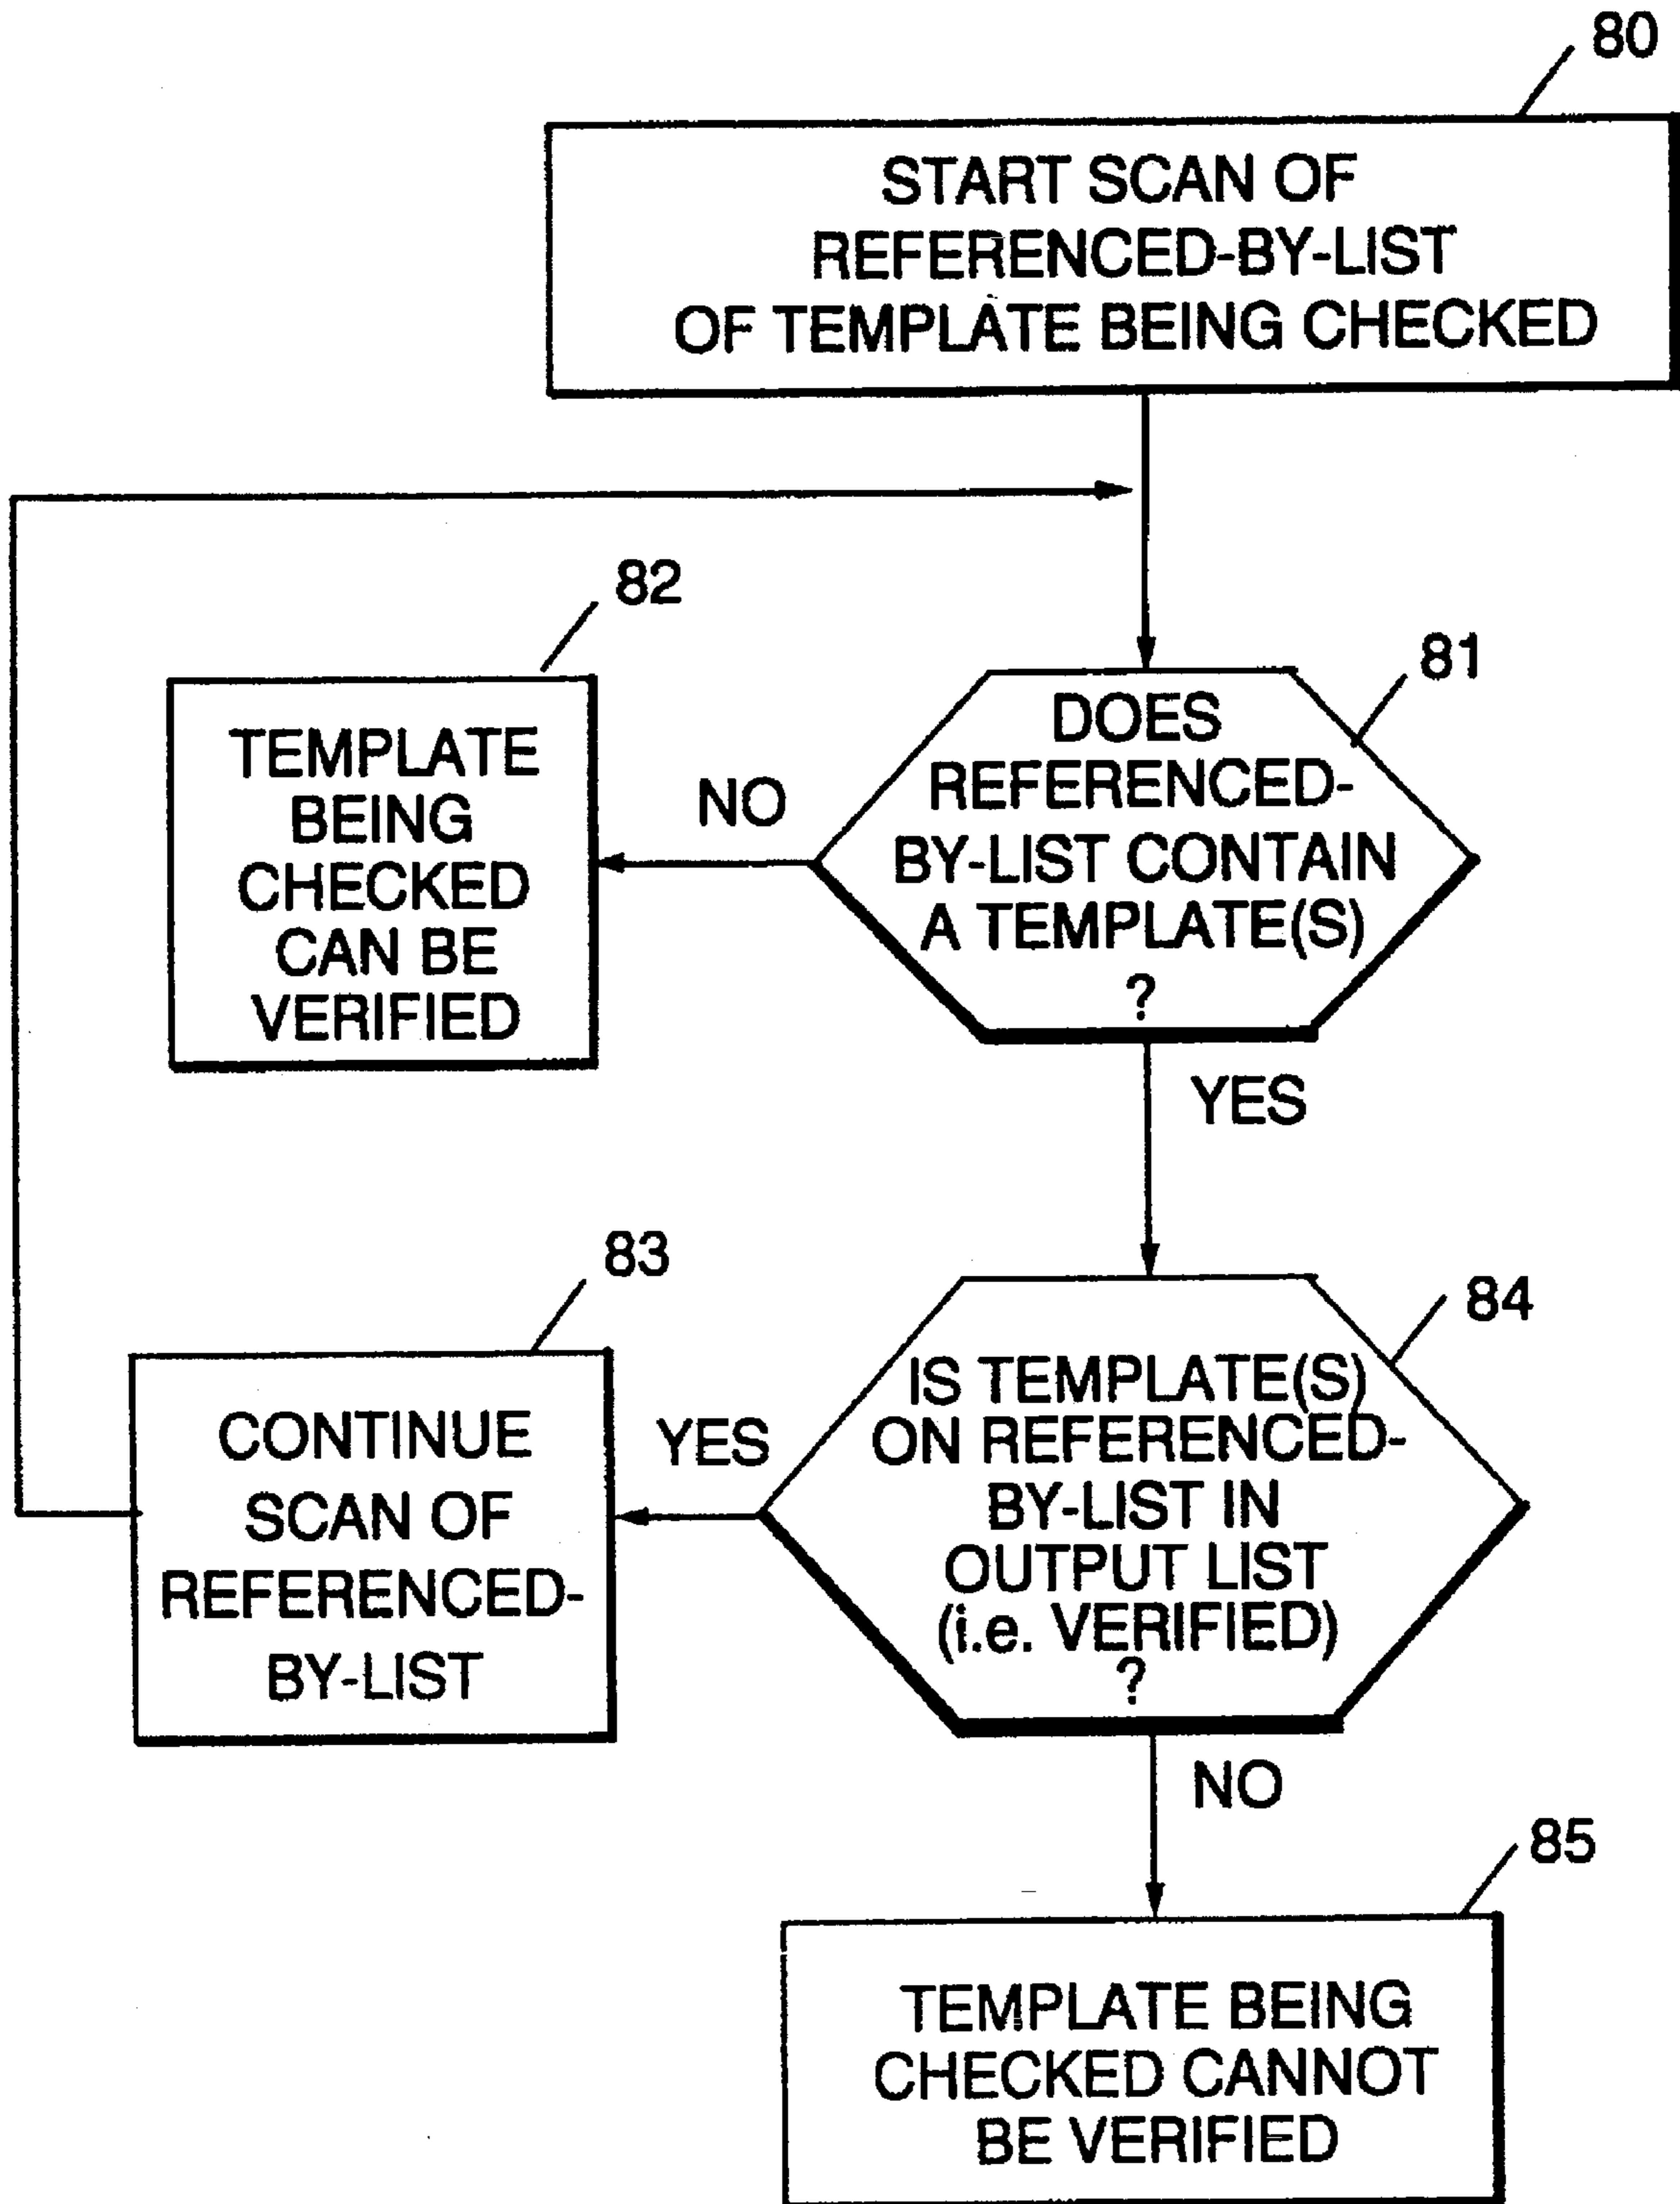 80
START SCAN OF
REFERENCED-BY-LIST
OF TEMPLATE BEING CHECKED
82
TEMPLATE
BEING
CHECKED
CAN BE
VERIFIED
NO
81
DOES
REFERENCED-
BY-LIST CONTAIN
A TEMPLATE(S)
?
YES
83
CONTINUE
SCAN OF
REFERENCED-
BY-LIST
YES
84
IS TEMPLATE(S)
ON REFERENCED-
BY-LIST IN
OUTPUT LIST
(i.e. VERIFIED)
?
NO
85
TEMPLATE BEING
CHECKED CANNOT
BE VERIFIED